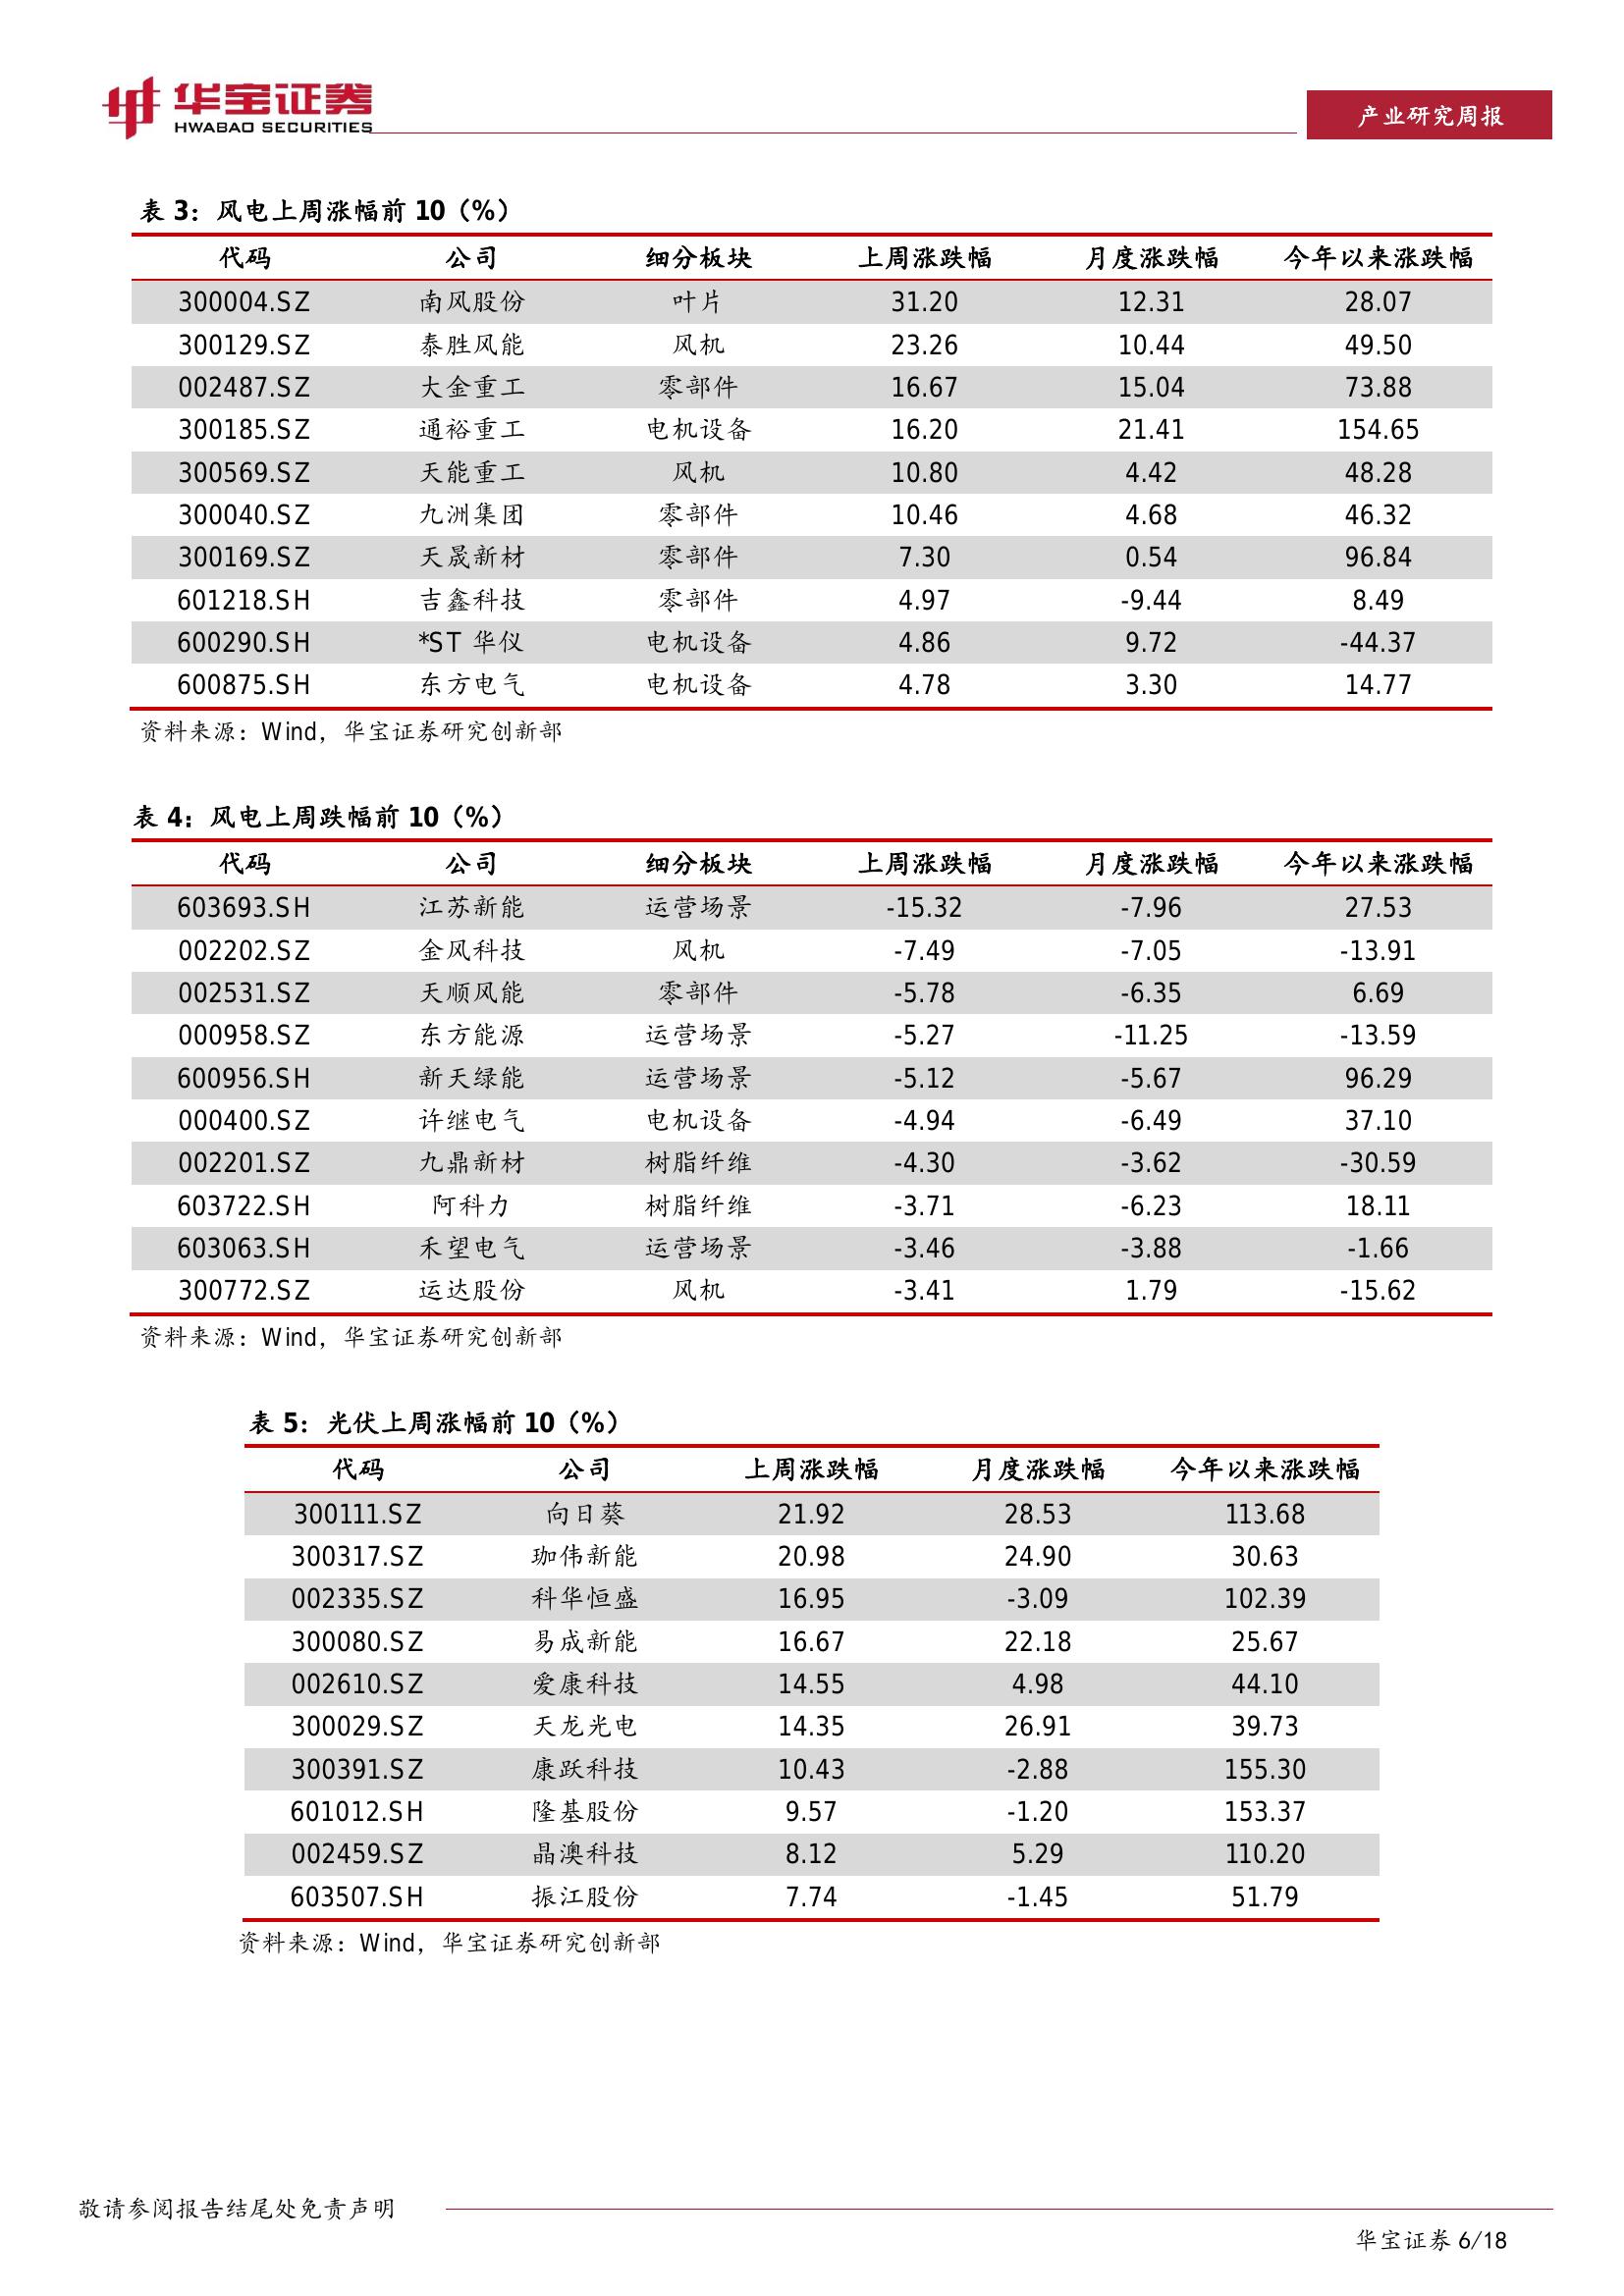 华宝证券
HWABAO SECURITIES
产业研究周报
表 3：风电上周涨幅前 10（%）
代码 公司 细分板块 上周涨跌幅 月度涨跌幅 今年以来涨跌幅
300004.SZ 南风股份 叶片 31.20 12.31 28.07
300129.SZ 泰胜风能 风机 23.26 10.44 49.50
002487.SZ 大金重工 零部件 16.67 15.04 73.88
300185.SZ 通裕重工 电机设备 16.20 21.41 154.65
300569.SZ 天能重工 风机 10.80 4.42 48.28
300040.SZ 九洲集团 零部件 10.46 4.68 46.32
300169.SZ 天晟新材 零部件 7.30 0.54 96.84
601218.SH 吉鑫科技 零部件 4.97 -9.44 8.49
600290.SH *ST 华仪 电机设备 4.86 9.72 -44.37
600875.SH 东方电气 电机设备 4.78 3.30 14.77
资料来源：Wind，华宝证券研究创新部
表 4：风电上周跌幅前 10（%）
代码 公司 细分板块 上周涨跌幅 月度涨跌幅 今年以来涨跌幅
603693.SH 江苏新能 运营场景 -15.32 -7.96 27.53
002202.SZ 金风科技 风机 -7.49 -7.05 -13.91
002531.SZ 天顺风能 零部件 -5.78 -6.35 6.69
000958.SZ 东方能源 运营场景 -5.27 -11.25 -13.59
600956.SH 新天绿能 运营场景 -5.12 -5.67 96.29
000400.SZ 许继电气 电机设备 -4.94 -6.49 37.10
002201.SZ 九鼎新材 树脂纤维 -4.30 -3.62 -30.59
603722.SH 阿科力 树脂纤维 -3.71 -6.23 18.11
603063.SH 禾望电气 运营场景 -3.46 -3.88 -1.66
300772.SZ 运达股份 风机 -3.41 1.79 -15.62
资料来源：Wind，华宝证券研究创新部
表 5：光伏上周涨幅前 10（%）
代码 公司 上周涨跌幅 月度涨跌幅 今年以来涨跌幅
300111.SZ 向日葵 21.92 28.53 113.68
300317.SZ 珈伟新能 20.98 24.90 30.63
002335.SZ 科华恒盛 16.95 -3.09 102.39
300080.SZ 易成新能 16.67 22.18 25.67
002610.SZ 爱康科技 14.55 4.98 44.10
300029.SZ 天龙光电 14.35 26.91 39.73
300391.SZ 康跃科技 10.43 -2.88 155.30
601012.SH 隆基股份 9.57 -1.20 153.37
002459.SZ 晶澳科技 8.12 5.29 110.20
603507.SH 振江股份 7.74 -1.45 51.79
资料来源：Wind，华宝证券研究创新部
敬请参阅报告结尾处免责声明
华宝证券 6/18